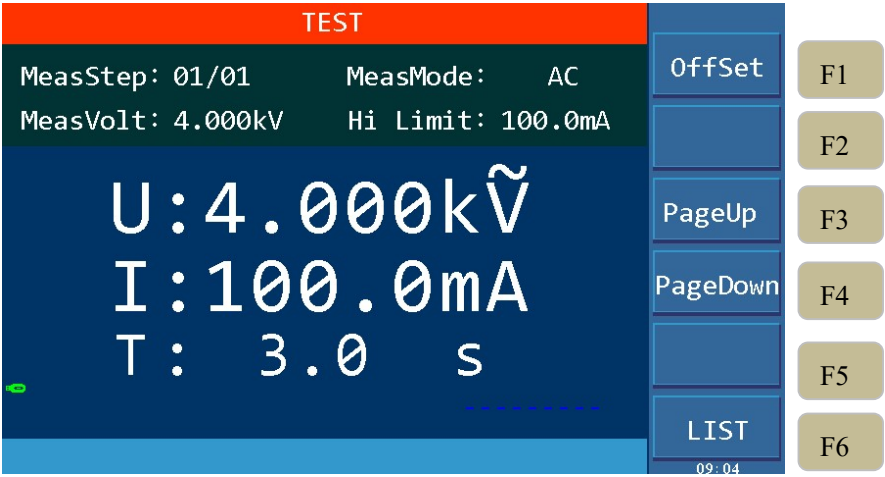 TEST
MeasStep: 01/01 MeasMode: AC
MeasVolt: 4.000kV Hi Limit: 100.0mA
U:4.000kṼ
I:100.0mA
T: 3.0 s
OffSet
PageUp
PageDown
LIST
09:04
F1
F2
F3
F4
F5
F6